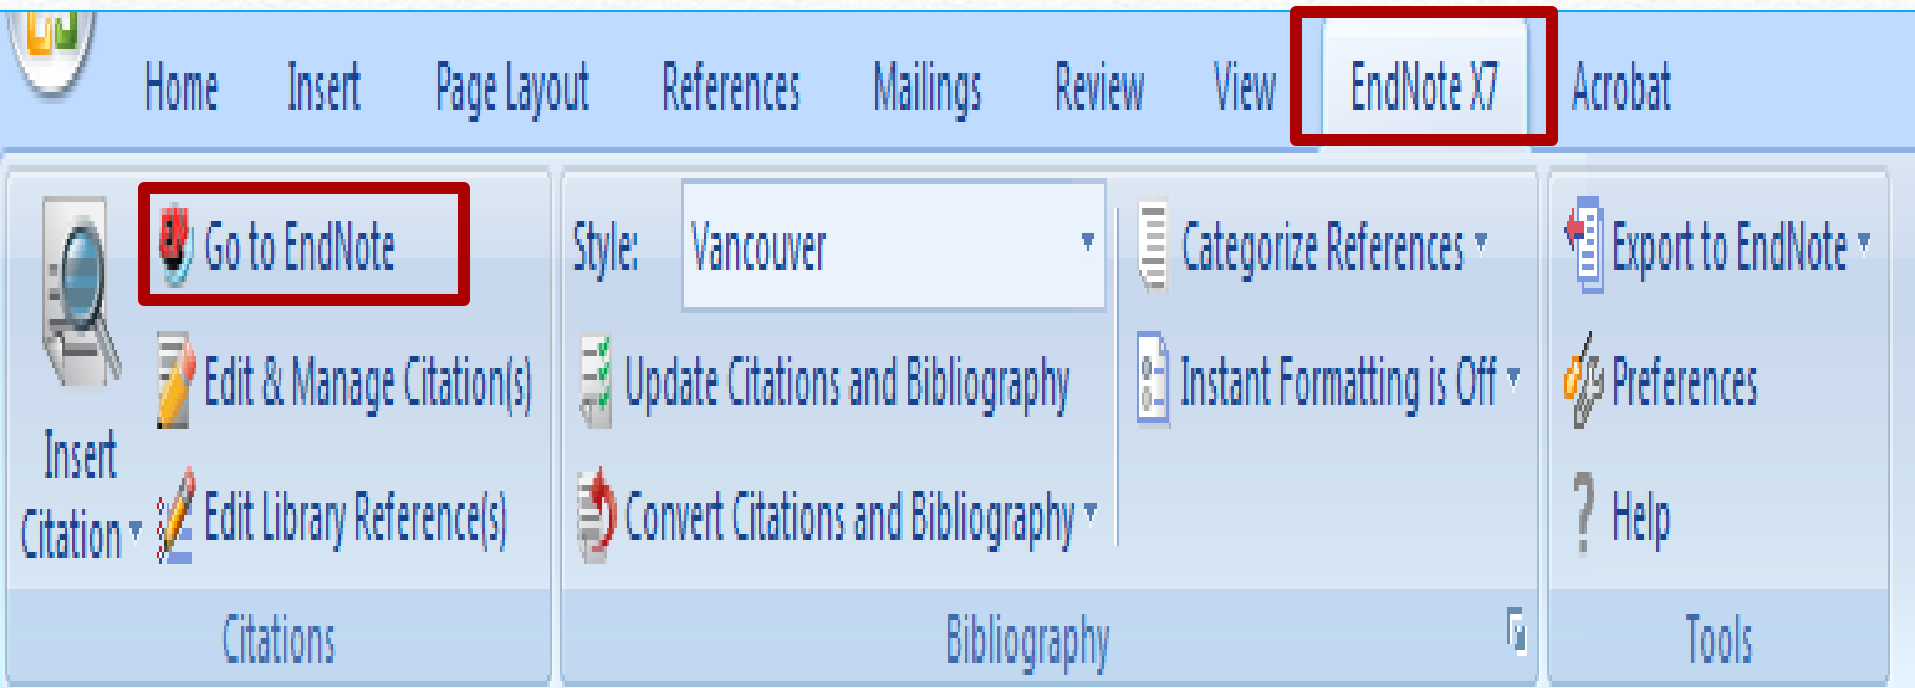 Home Insert Page Layout References Mailings Review View EndNote X7 Acrobat
Go to EndNote
Edit & Manage Citation(s)
Edit Library Reference(s)
Insert
Citation
Citations
Style: Vancouver
Update Citations and Bibliography
Convert Citations and Bibliography
Categorize References
Instant Formatting is Off
Bibliography
Export to EndNote
Preferences
Help
Tools